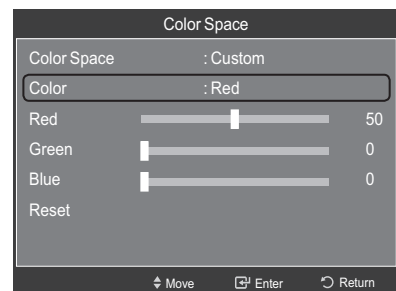 Color Space
Color Space : Custom
Color : Red
Red 50
Green 0
Blue 0
Reset
Move Enter Return